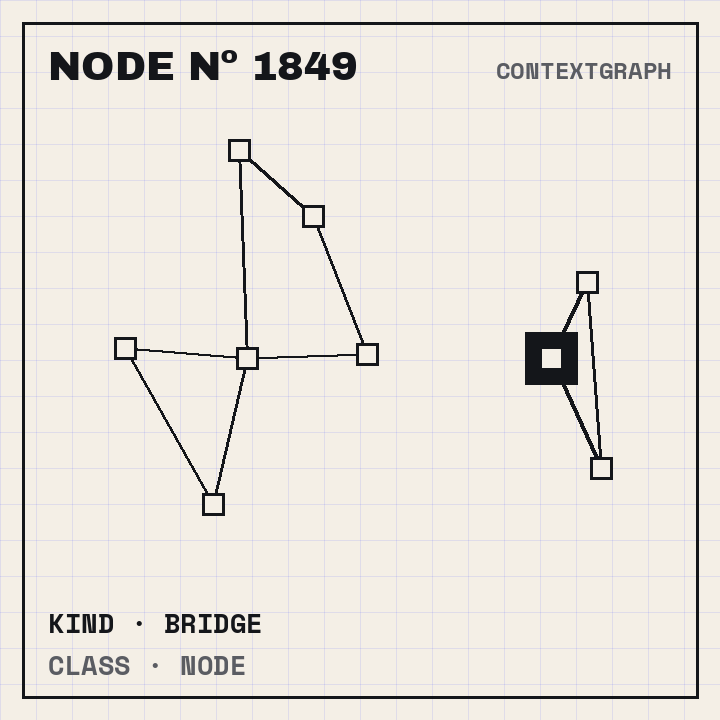 NODE Nº 1849
CONTEXTGRAPH
KIND · BRIDGE
CLASS · NODE